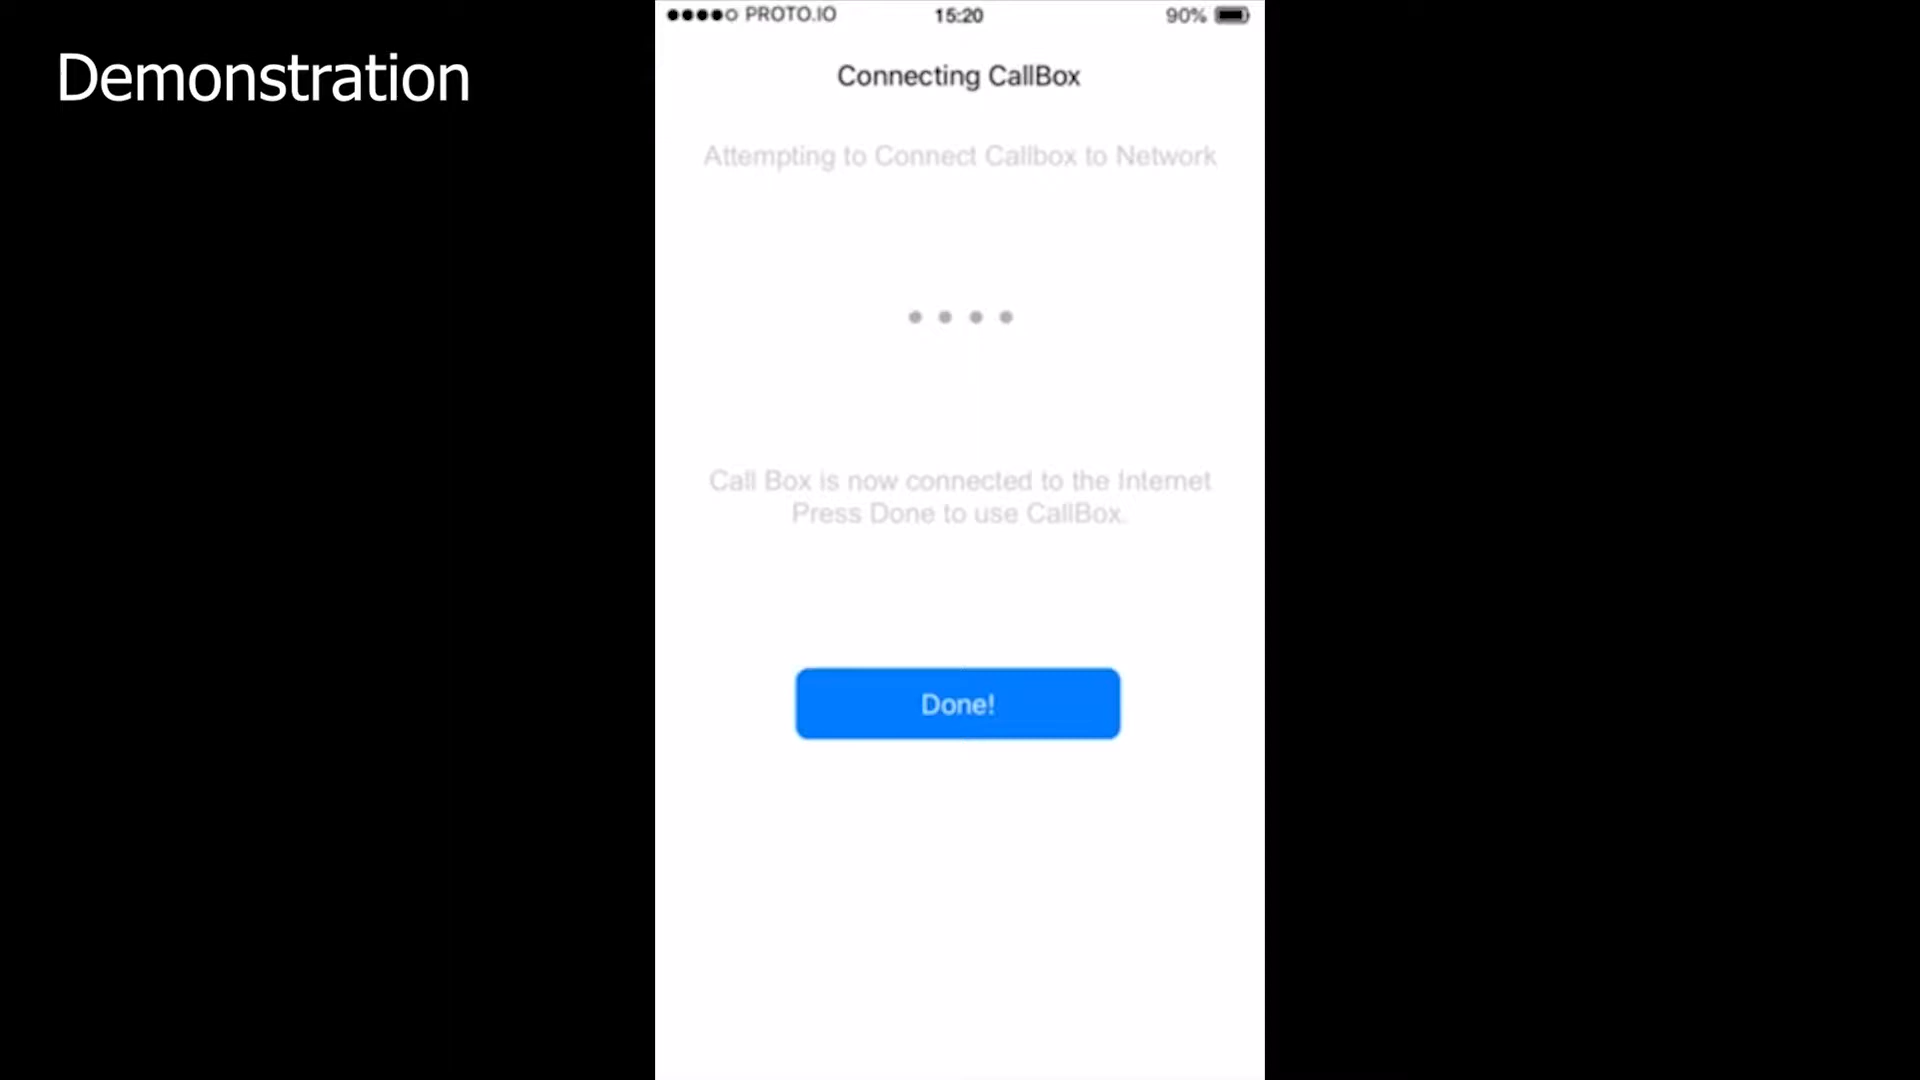 Demonstration
PROTO.IO 15:20 90%
Connecting CallBox
Attempting to Connect Callbox to Network
Call Box is now connected to the Internet
Press Done to use CallBox.
Done!